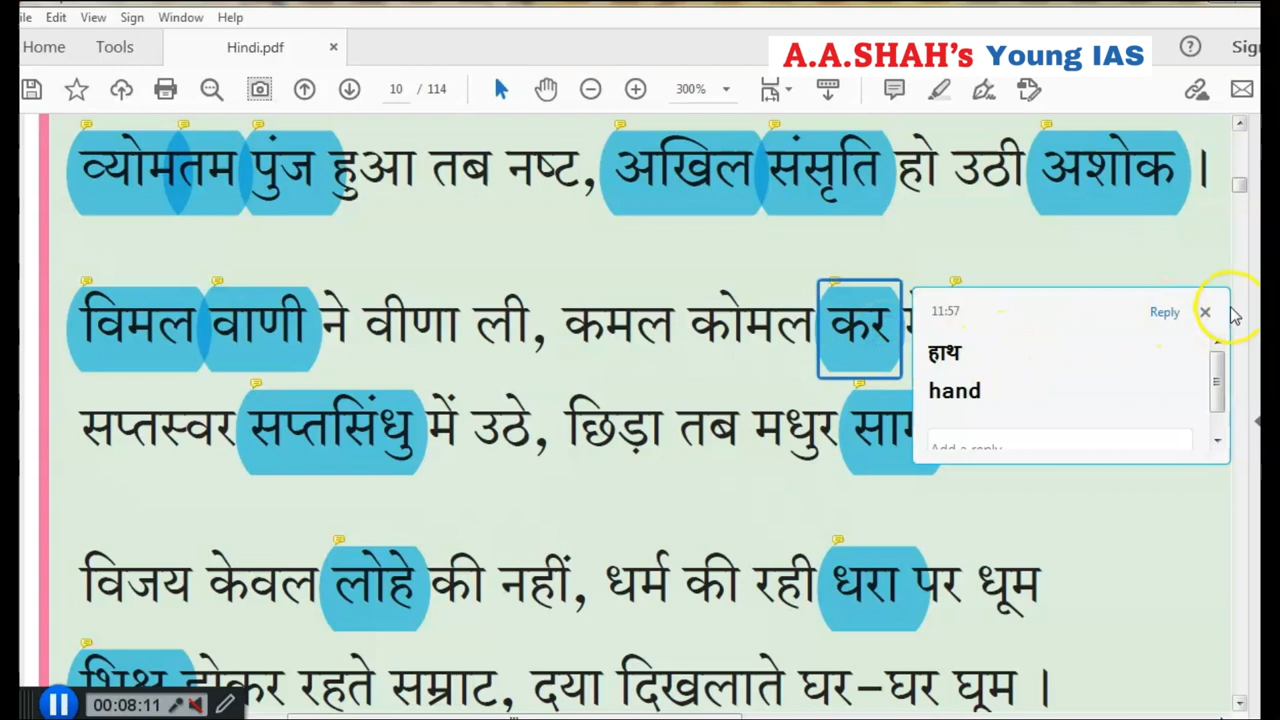 ile Edit View Sign Window Help
Home Tools Hindi.pdf ×
A.A.SHAH's Young IAS
10 / 114 300%
व्योमतम पुंज हुआ तब नष्ट, अखिल संसृति हो उठी अशोक ।
विमल वाणी ने वीणा ली, कमल कोमल कर
11:57 Reply ×
हाथ
hand
Add a reply
सप्तस्वर सप्तसिंधु में उठे, छिड़ा तब मधुर साम
विजय केवल लोहे की नहीं, धर्म की रही धरा पर धूम
भिक्षु होकर रहते सम्राट, दया दिखलाते घर-घर घूम ।
00:08:11